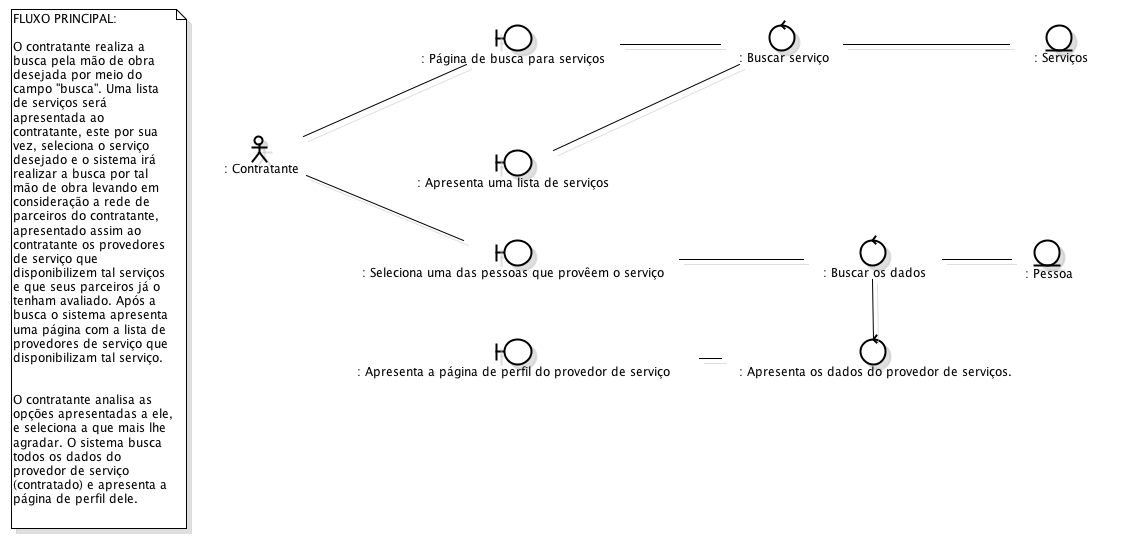 FLUXO PRINCIPAL:
O contratante realiza a
busca pela mão de obra
desejada por meio do
campo "busca". Uma lista
de serviços será
apresentada ao
contratante, este por sua
vez, seleciona o serviço
desejado e o sistema irá
realizar a busca por tal
mão de obra levando em
consideração a rede de
parceiros do contratante,
apresentado assim ao
contratante os provedores
de serviço que
disponibilizem tal serviços
e que seus parceiros já o
tenham avaliado. Após a
busca o sistema apresenta
uma página com a lista de
provedores de serviço que
disponibilizam tal serviço.
O contratante analisa as
opções apresentadas a ele,
e seleciona a que mais lhe
agradar. O sistema busca
todos os dados do
provedor de serviço
(contratado) e apresenta a
página de perfil dele.
: Página de busca para serviços
: Buscar serviço
: Serviços
: Contratante
: Apresenta uma lista de serviços
: Seleciona uma das pessoas que provêem o serviço
: Buscar os dados
: Pessoa
: Apresenta a página de perfil do provedor de serviço
: Apresenta os dados do provedor de serviços.